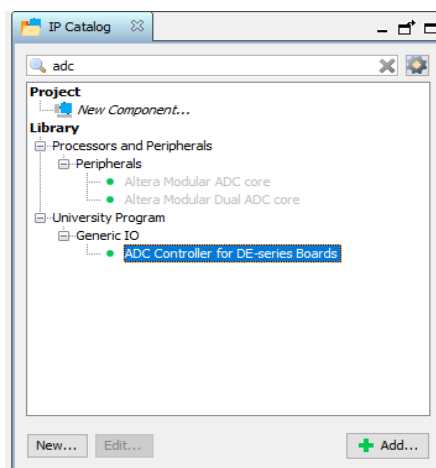 IP Catalog
adc
Project
New Component...
Library
Processors and Peripherals
Peripherals
Altera Modular ADC core
Altera Modular Dual ADC core
University Program
Generic IO
ADC Controller for DE-series Boards
New... Edit... Add...